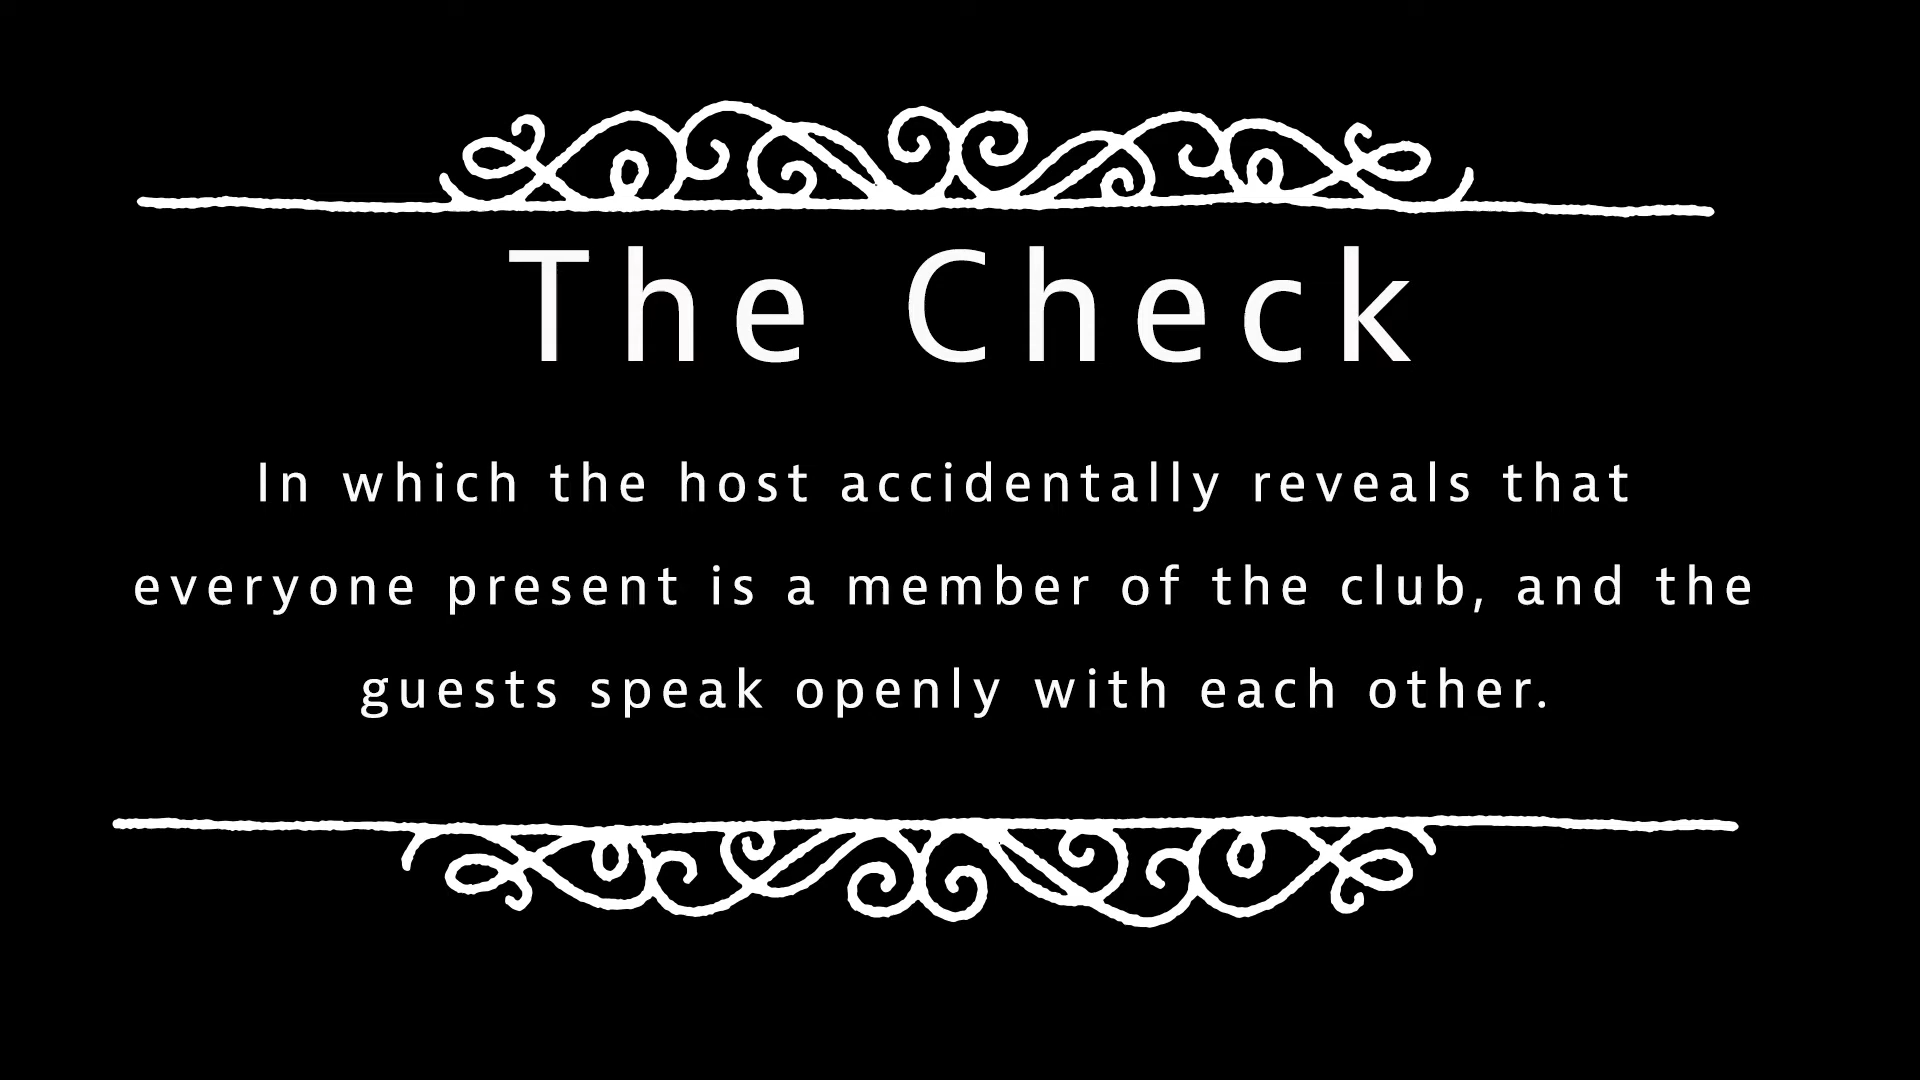 The Check
In which the host accidentally reveals that
everyone present is a member of the club, and the
guests speak openly with each other.